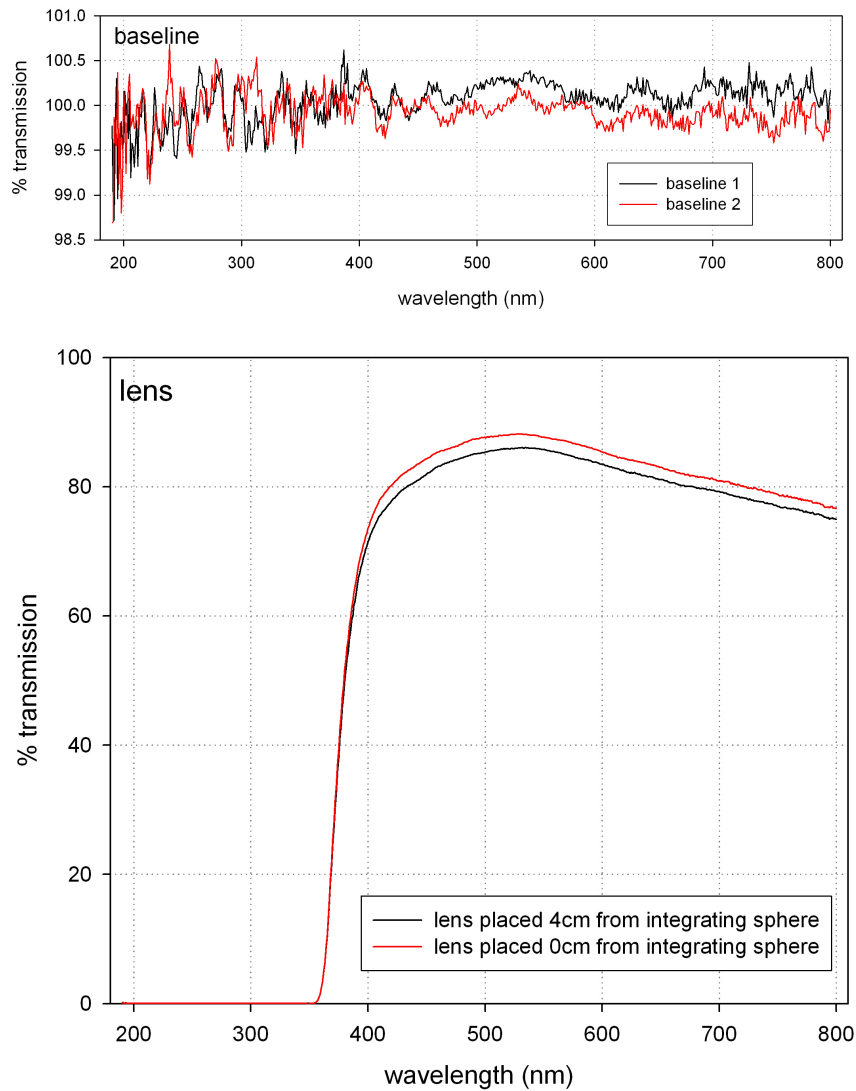 baseline
% transmission
101.0
100.5
100.0
99.5
99.0
98.5
baseline 1
baseline 2
200 300 400 500 600 700 800
wavelength (nm)
lens
% transmission
100
80
60
40
20
0
lens placed 4cm from integrating sphere
lens placed 0cm from integrating sphere
200 300 400 500 600 700 800
wavelength (nm)